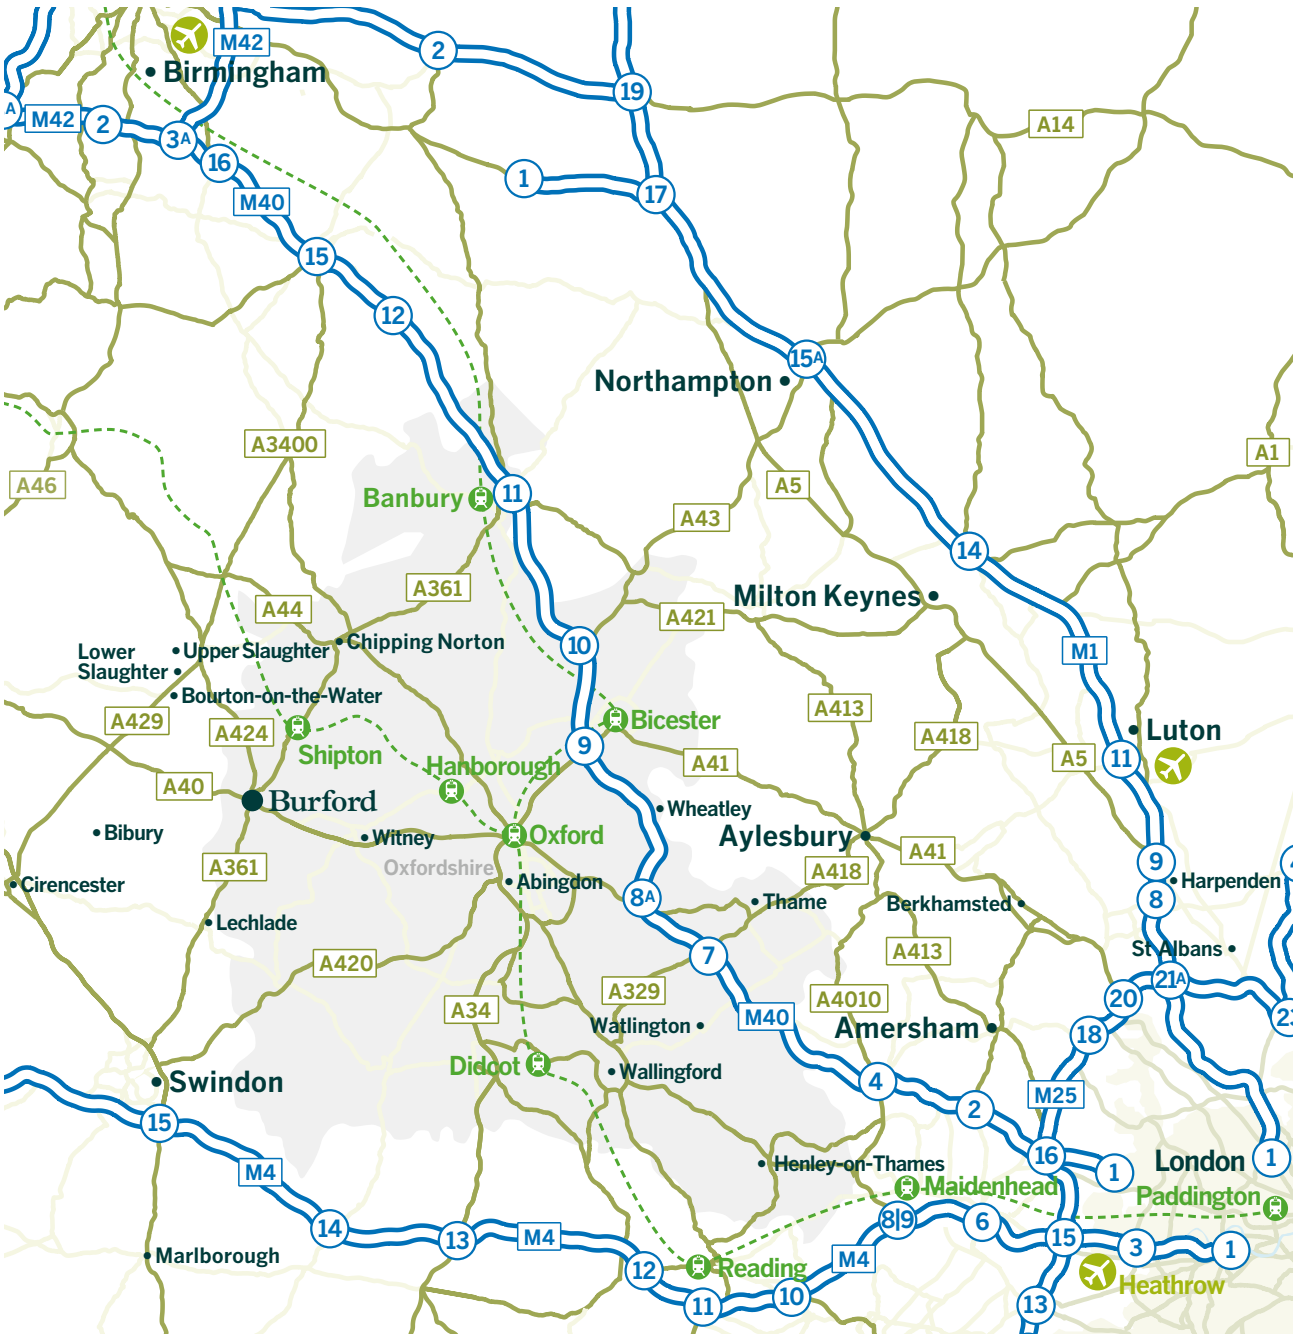 M42
2
Birmingham
19
A
M42
2
3A
16
A14
1
17
M40
15
12
15A
Northampton
A3400
A1
A46
A5
Banbury
11
A43
14
A361
Milton Keynes
A44
A421
10
Chipping Norton
Lower
Slaughter
Upper Slaughter
M1
Bourton-on-the-Water
A429
A413
A424
Bicester
Luton
Shipton
9
A418
A41
A5
11
Hanborough
A40
Burford
Wheatley
Bibury
Witney
Oxford
Aylesbury
A41
A361
Oxfordshire
A418
9
Cirencester
Abingdon
Harpenden
8A
Thame
Berkhamsted
8
Lechlade
St Albans
7
A413
A420
21A
A329
A4010
20
A34
M40
23
Watlington
Amersham
18
Didcot
Wallingford
Swindon
4
M25
2
15
16
London
1
Henley-on-Thames
1
M4
Maidenhead
Paddington
8|9
6
14
13
M4
15
3
1
Marlborough
M4
12
Reading
Heathrow
10
11
13